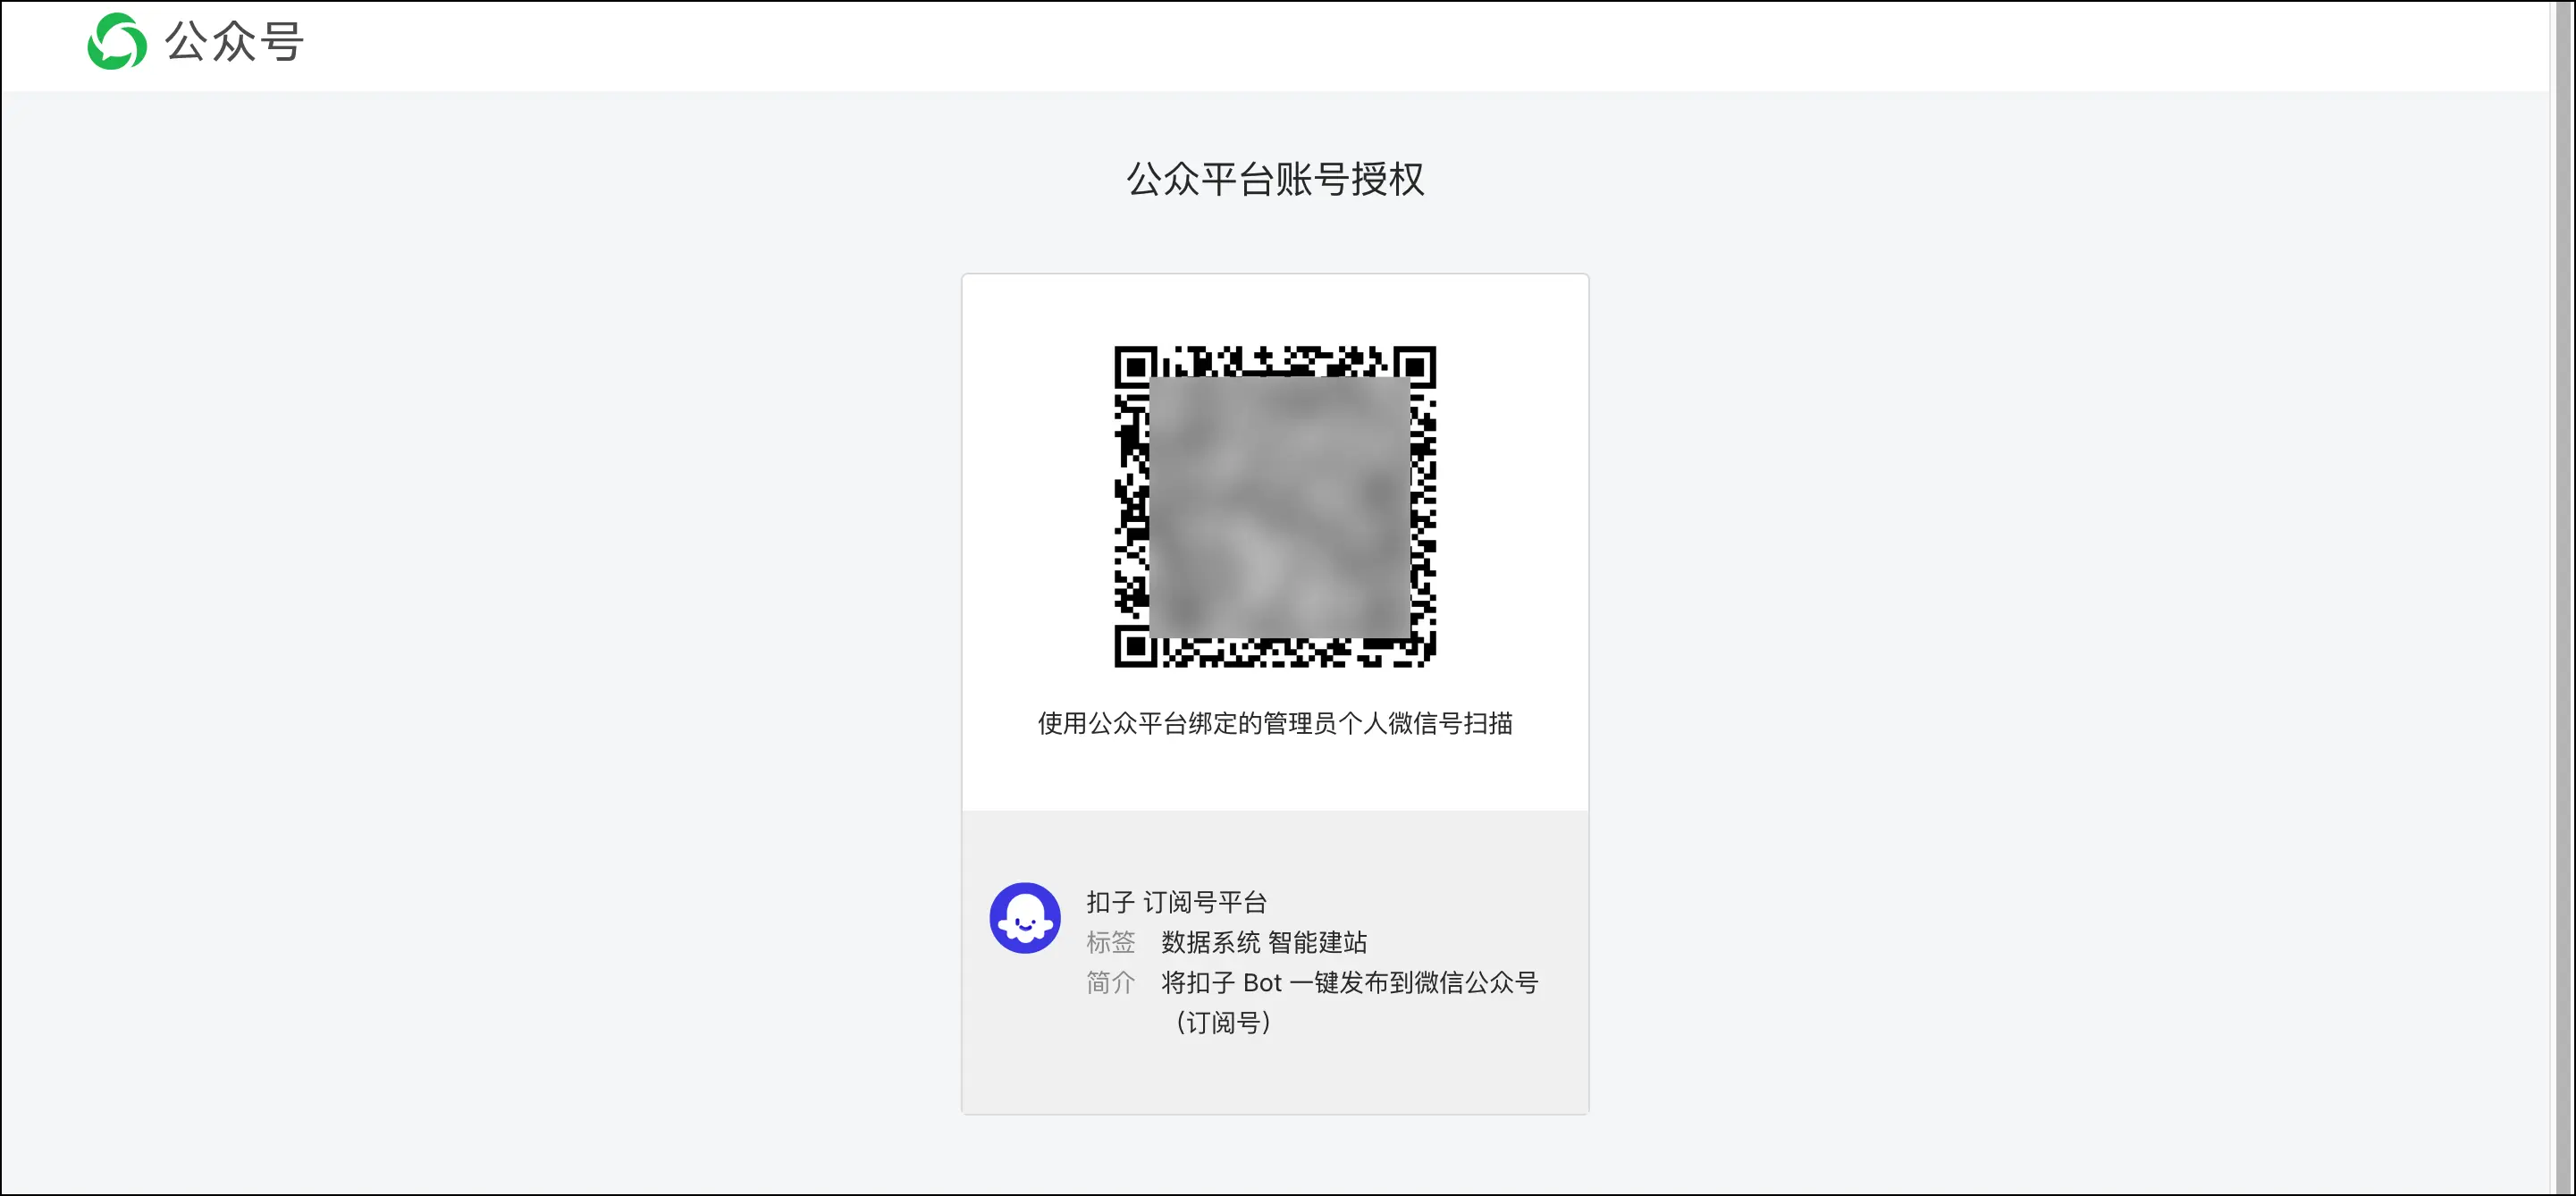 公众号
公众平台账号授权
使用公众平台绑定的管理员个人微信号扫描
扣子 订阅号平台
标签 数据系统 智能建站
简介 将扣子 Bot 一键发布到微信公众号
（订阅号）